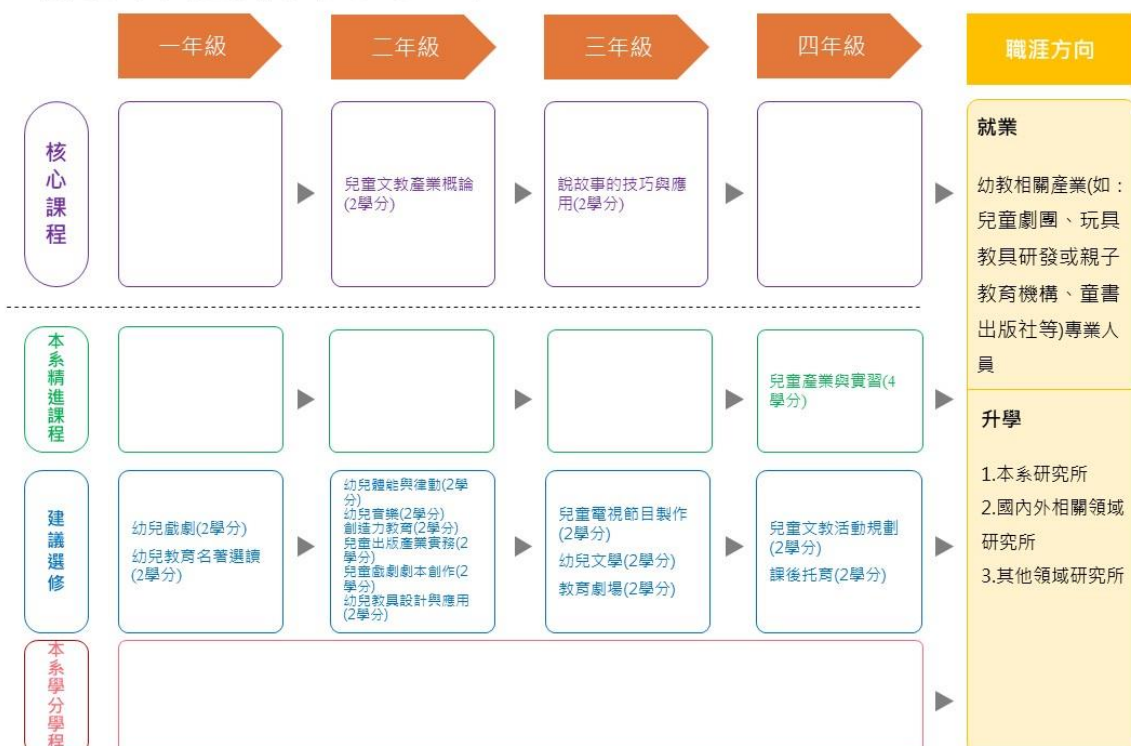 一年級
二年級
三年級
四年級
職涯方向
核
心
課
程
兒童文教產業概論
(2學分)
說故事的技巧與應
用(2學分)
就業
幼教相關產業(如：
兒童劇團、玩具
教具研發或親子
教育機構、童書
出版社等)專業人
員
本
系
精
進
課
程
兒童產業與實習(4
學分)
建
議
選
修
幼兒戲劇(2學分)
幼兒教育名著選讀
(2學分)
幼兒體能與律動(2學
分)
幼兒音樂(2學分)
創造力教育(2學分)
兒童出版產業實務(2
學分)
兒童戲劇劇本創作(2
學分)
幼兒教具設計與應用
(2學分)
兒童電視節目製作
(2學分)
幼兒文學(2學分)
教育劇場(2學分)
兒童文教活動規劃
(2學分)
課後托育(2學分)
升學
1.本系研究所
2.國內外相關領域
研究所
3.其他領域研究所
本
系
學
分
學
程